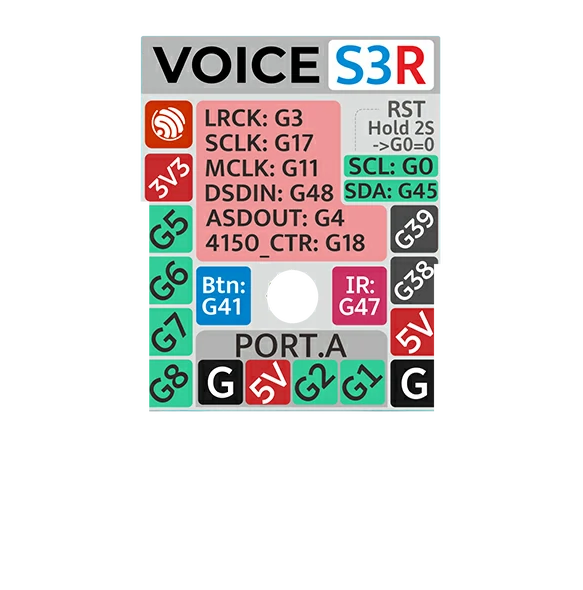 VOICE S3R
LRCK: G3
SCLK: G17
MCLK: G11
DSDIN: G48
ASDOUT: G4
4150_CTR: G18
RST
Hold 2S
->G0=0
SCL: G0
SDA: G45
3V3
G5
G6
G7
G8
G39
G38
5V
G
Btn:
G41
IR:
G47
PORT.A
G 5V G2 G1